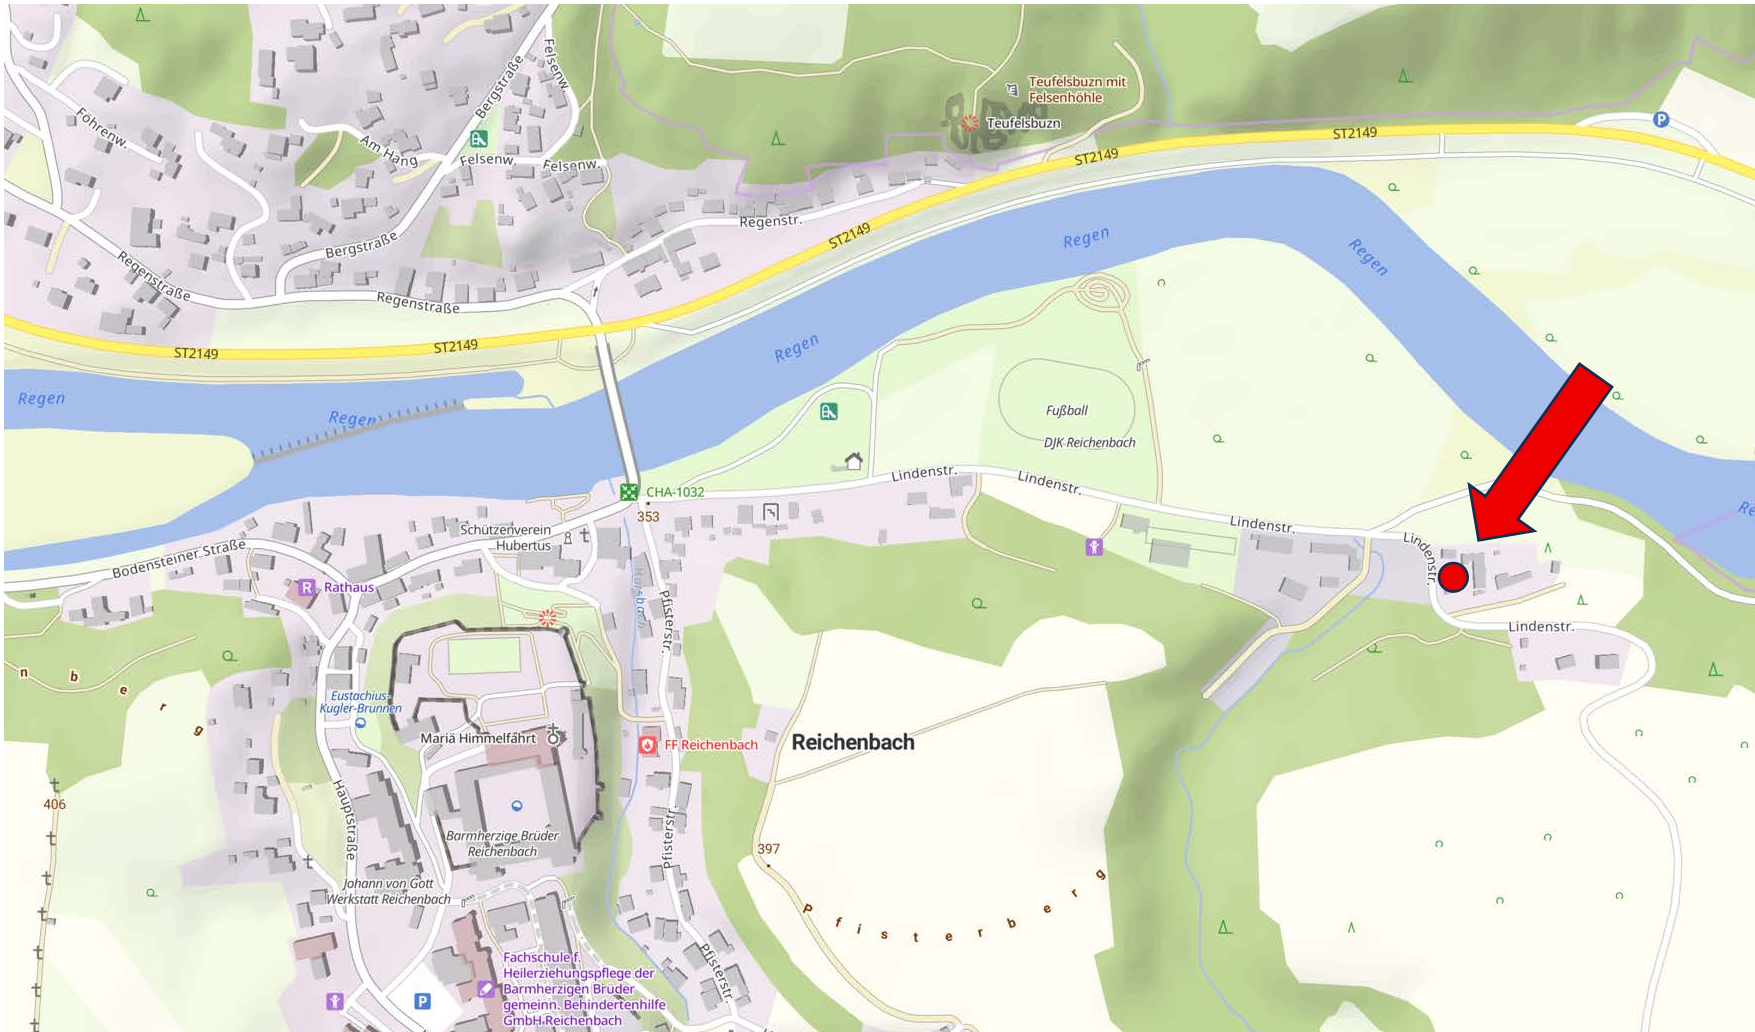 Felsenw.
Bergstraße
Teufelsbuzn mit
Felsenhöhle
Teufelsbuzn
Föhrenw.
Am Hang
Felsenw.
Felsenw.
ST2149
P
ST2149
Regenstr.
ST2149
Bergstraße
Regen
Regen
Regenstraße
Regenstraße
ST2149
ST2149
Regen
Regen
Regen
Fußball
DJK Reichenbach
Lindenstr.
Lindenstr.
CHA-1032
353
Lindenstr.
Lindenstr.
Re
Schützenverein
Hubertus
Bodensteiner Straße
R
Rathaus
Pfisterstr.
Lindenstr.
n b e r g
Eustachius-
Kugler-Brunnen
Mariä Himmelfahrt
FF Reichenbach
Reichenbach
406
Hauptstraße
Barmherzige Brüder
Reichenbach
Pfisterstr.
397
Johann von Gott
Werkstatt Reichenbach
P f i s t e r b e r g
Fachschule f.
Heilerziehungspflege der
Barmherzigen Brüder
gemeinn. Behindertenhilfe
GmbH Reichenbach
P
Pfisterstr.